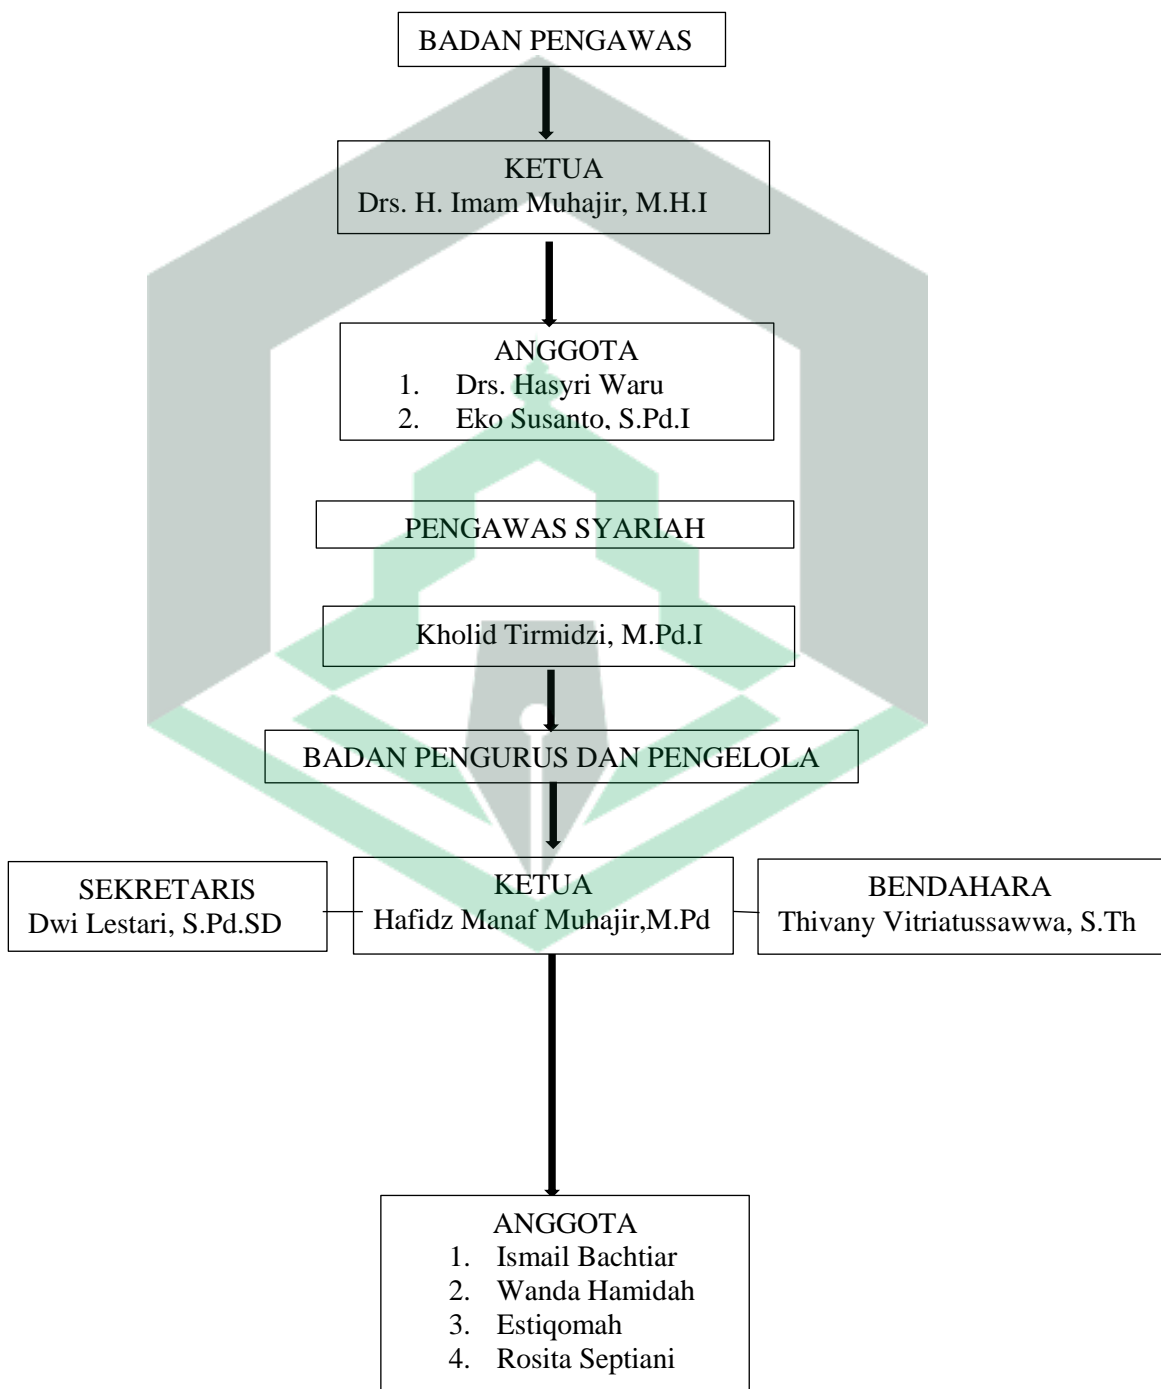 BADAN PENGAWAS
KETUA
Drs. H. Imam Muhajir, M.H.I
ANGGOTA
1. Drs. Hasyri Waru
2. Eko Susanto, S.Pd.I
PENGAWAS SYARIAH
Kholid Tirmidzi, M.Pd.I
BADAN PENGURUS DAN PENGELOLA
SEKRETARIS
Dwi Lestari, S.Pd.SD
KETUA
Hafidz Manaf Muhajir,M.Pd
BENDAHARA
Thivany Vitriatussawwa, S.Th
ANGGOTA
1. Ismail Bachtiar
2. Wanda Hamidah
3. Estiqomah
4. Rosita Septiani